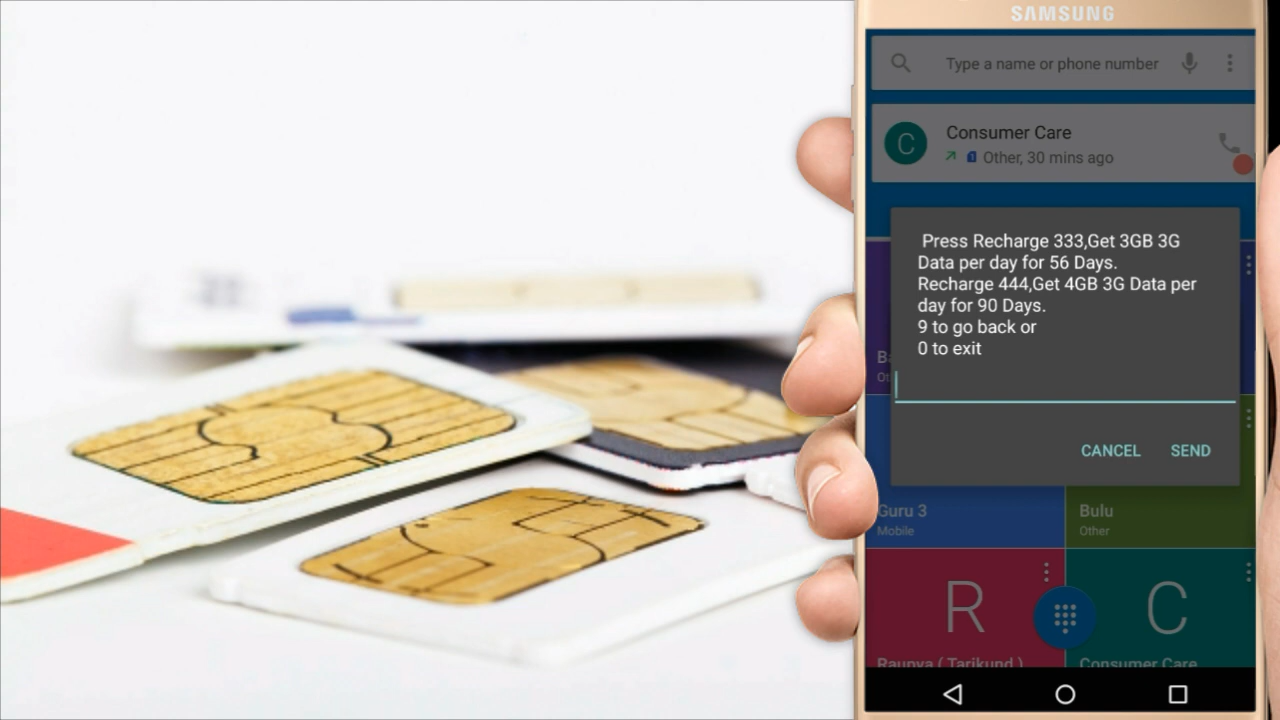 SAMSUNG
Type a name or phone number
C
Consumer Care
Other, 30 mins ago
Press Recharge 333,Get 3GB 3G
Data per day for 56 Days.
Recharge 444,Get 4GB 3G Data per
day for 90 Days.
9 to go back or
0 to exit
CANCEL SEND
Guru 3
Mobile
Bulu
Other
R
C
Raunya ( Tarikund )
Consumer Care